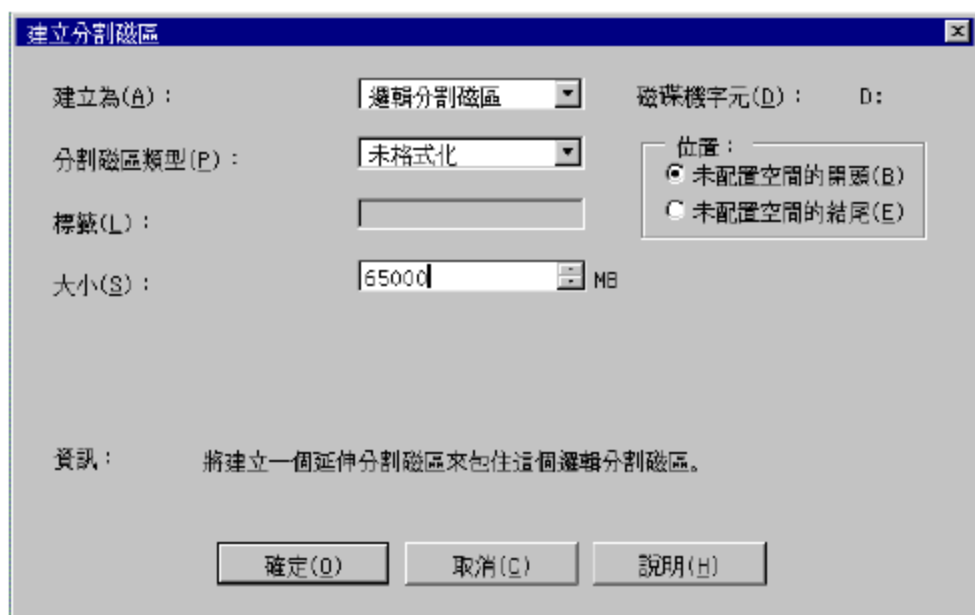 建立分割磁區
建立為(A)： 邏輯分割磁區 磁碟機字元(D)： D:
分割磁區類型(P)： 未格式化
位置：
未配置空間的開頭(B)
未配置空間的結尾(E)
標籤(L)：
大小(S)： 65000 MB
資訊： 將建立一個延伸分割磁區來包住這個邏輯分割磁區。
確定(O) 取消(C) 說明(H)